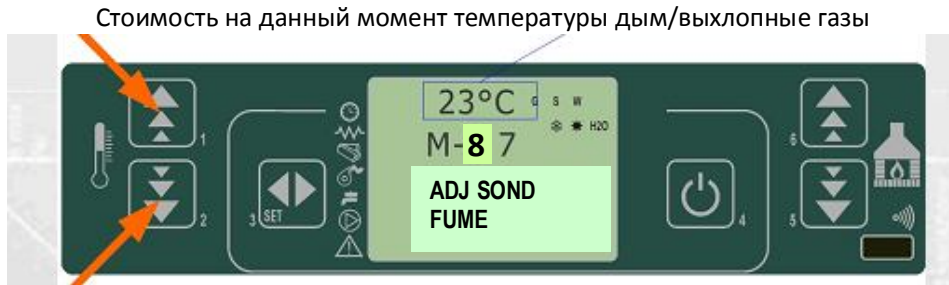 Стоимость на данный момент температуры дым/выхлопные газы
23°C G S W
H2O
M-8 7
ADJ SOND
FUME
1
2
3 SET
4
5
6